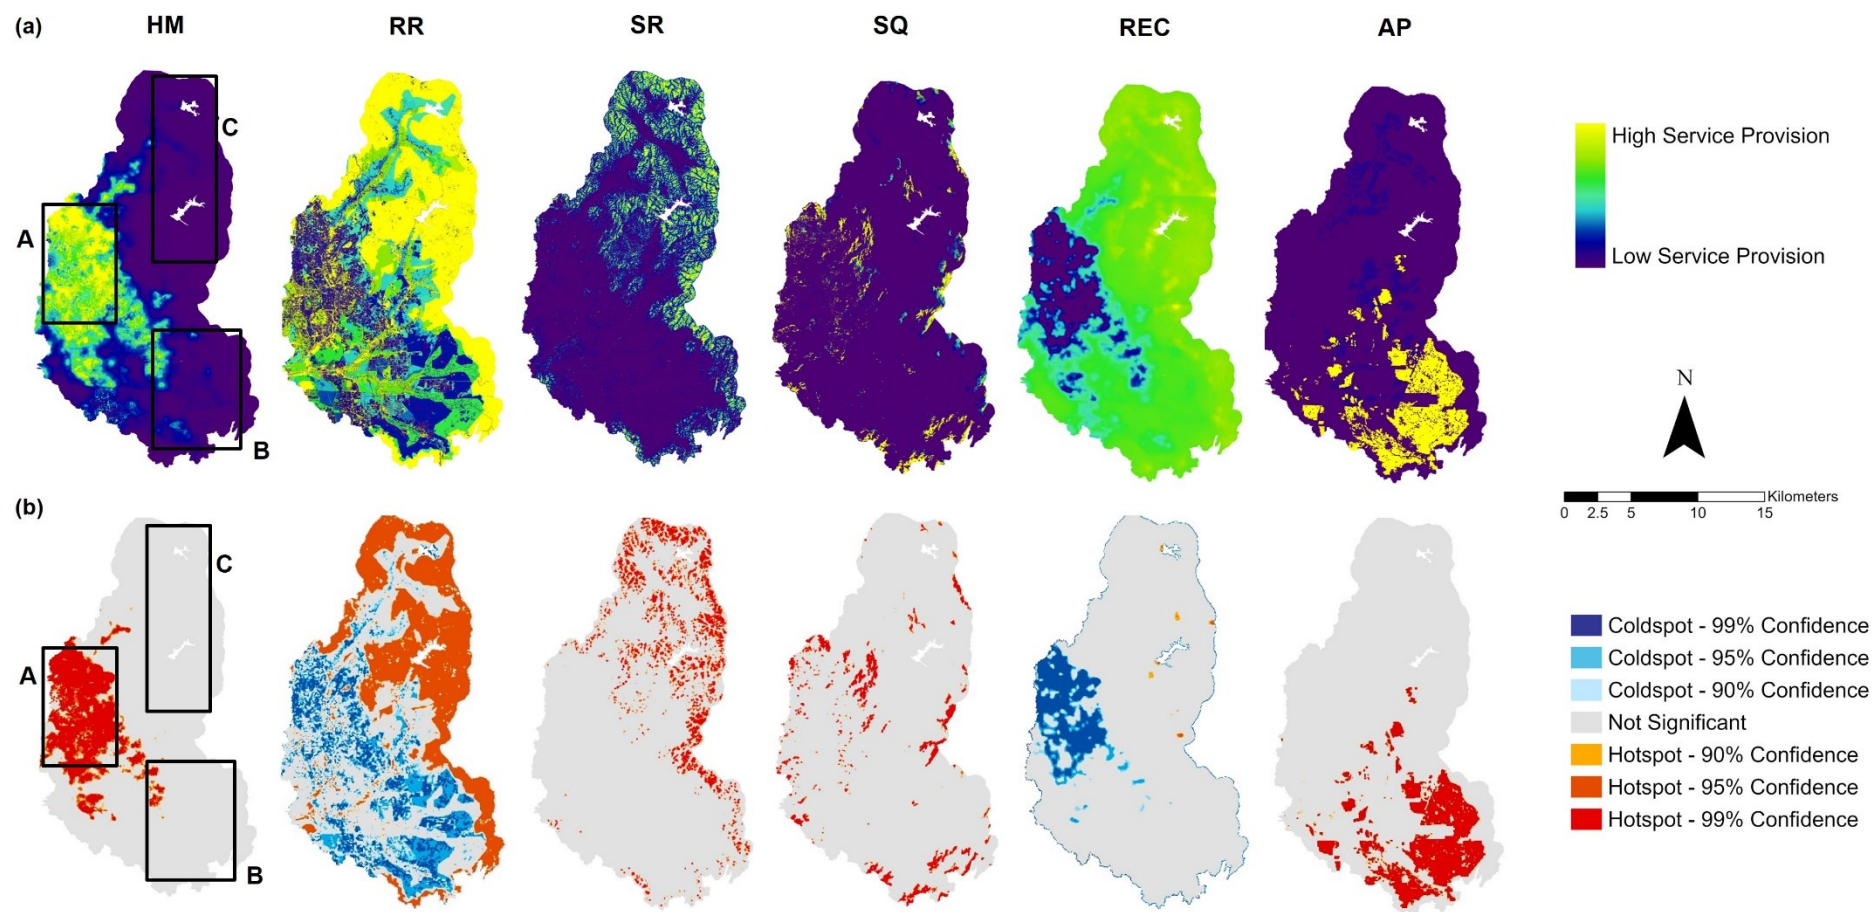 (a)
HM
RR
SR
SQ
REC
AP
C
A
B
High Service Provision
Low Service Provision
N
Kilometers
0 2.5 5 10 15
(b)
C
A
B
Coldspot - 99% Confidence
Coldspot - 95% Confidence
Coldspot - 90% Confidence
Not Significant
Hotspot - 90% Confidence
Hotspot - 95% Confidence
Hotspot - 99% Confidence